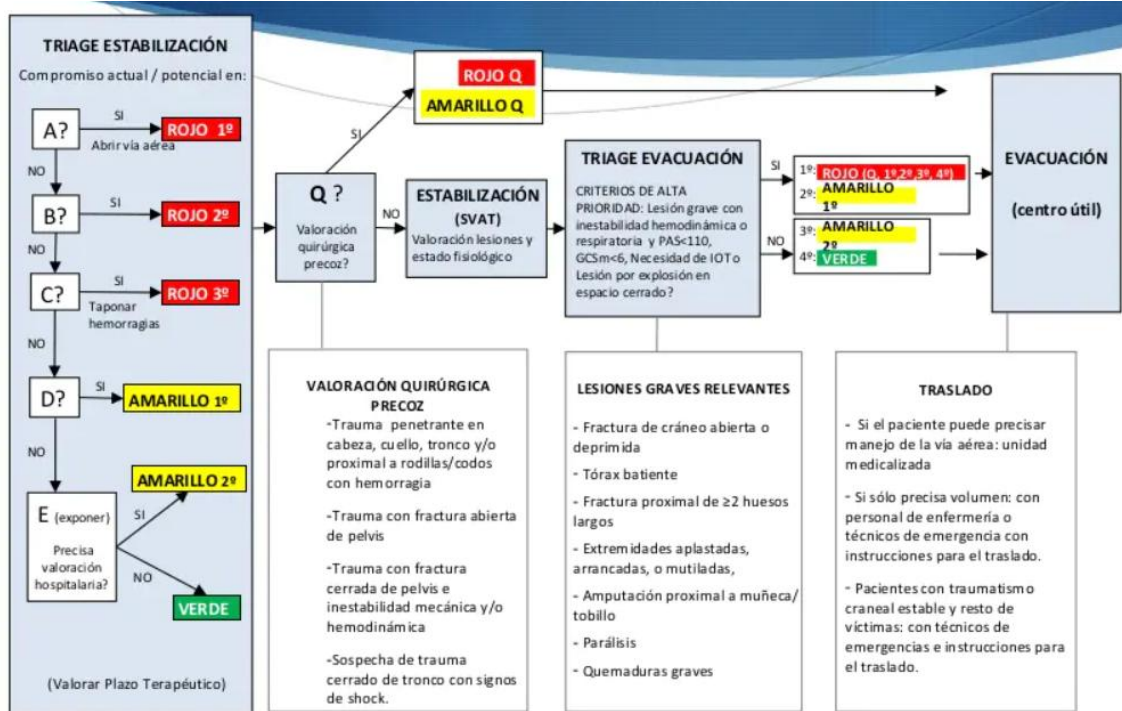 TRIAGE ESTABILIZACIÓN
Compromiso actual / potencial en:
A?
SI
ROJO 1º
Abrir vía aérea
NO
B?
SI
ROJO 2º
NO
C?
SI
ROJO 3º
Taponar
hemorragias
NO
D?
SI
AMARILLO 1º
NO
AMARILLO 2º
E (exponer)
Precisa
valoración
hospitalaria?
SI
NO
VERDE
(Valorar Plazo Terapéutico)
ROJO Q
AMARILLO Q
SI
Q ?
Valoración
quirúrgica
precoz?
NO
ESTABILIZACIÓN
(SVAT)
Valoración lesiones y
estado fisiológico
TRIAGE EVACUACIÓN
CRITERIOS DE ALTA
PRIORIDAD: Lesión grave con
inestabilidad hemodinámica o
respiratoria y PAS<110,
GCSm<6, Necesidad de IOT o
Lesión por explosión en
espacio cerrado?
SI
1º: ROJO (Q, 1º,2º,3º, 4º)
2º: AMARILLO
1º
NO
3º: AMARILLO
2º
4º: VERDE
EVACUACIÓN
(centro útil)
VALORACIÓN QUIRÚRGICA
PRECOZ
-Trauma penetrante en
cabeza, cuello, tronco y/o
proximal a rodillas/codos
con hemorragia
-Trauma con fractura abierta
de pelvis
-Trauma con fractura
cerrada de pelvis e
inestabilidad mecánica y/o
hemodinámica
-Sospecha de trauma
cerrado de tronco con signos
de shock.
LESIONES GRAVES RELEVANTES
- Fractura de cráneo abierta o
deprimida
- Tórax batiente
- Fractura proximal de ≥2 huesos
largos
- Extremidades aplastadas,
arrancadas, o mutiladas,
- Amputación proximal a muñeca/
tobillo
- Parálisis
- Quemaduras graves
TRASLADO
- Si el paciente puede precisar
manejo de la vía aérea: unidad
medicalizada
- Si sólo precisa volumen: con
personal de enfermería o
técnicos de emergencia con
instrucciones para el traslado.
- Pacientes con traumatismo
craneal estable y resto de
víctimas: con técnicos de
emergencias e instrucciones para
el traslado.